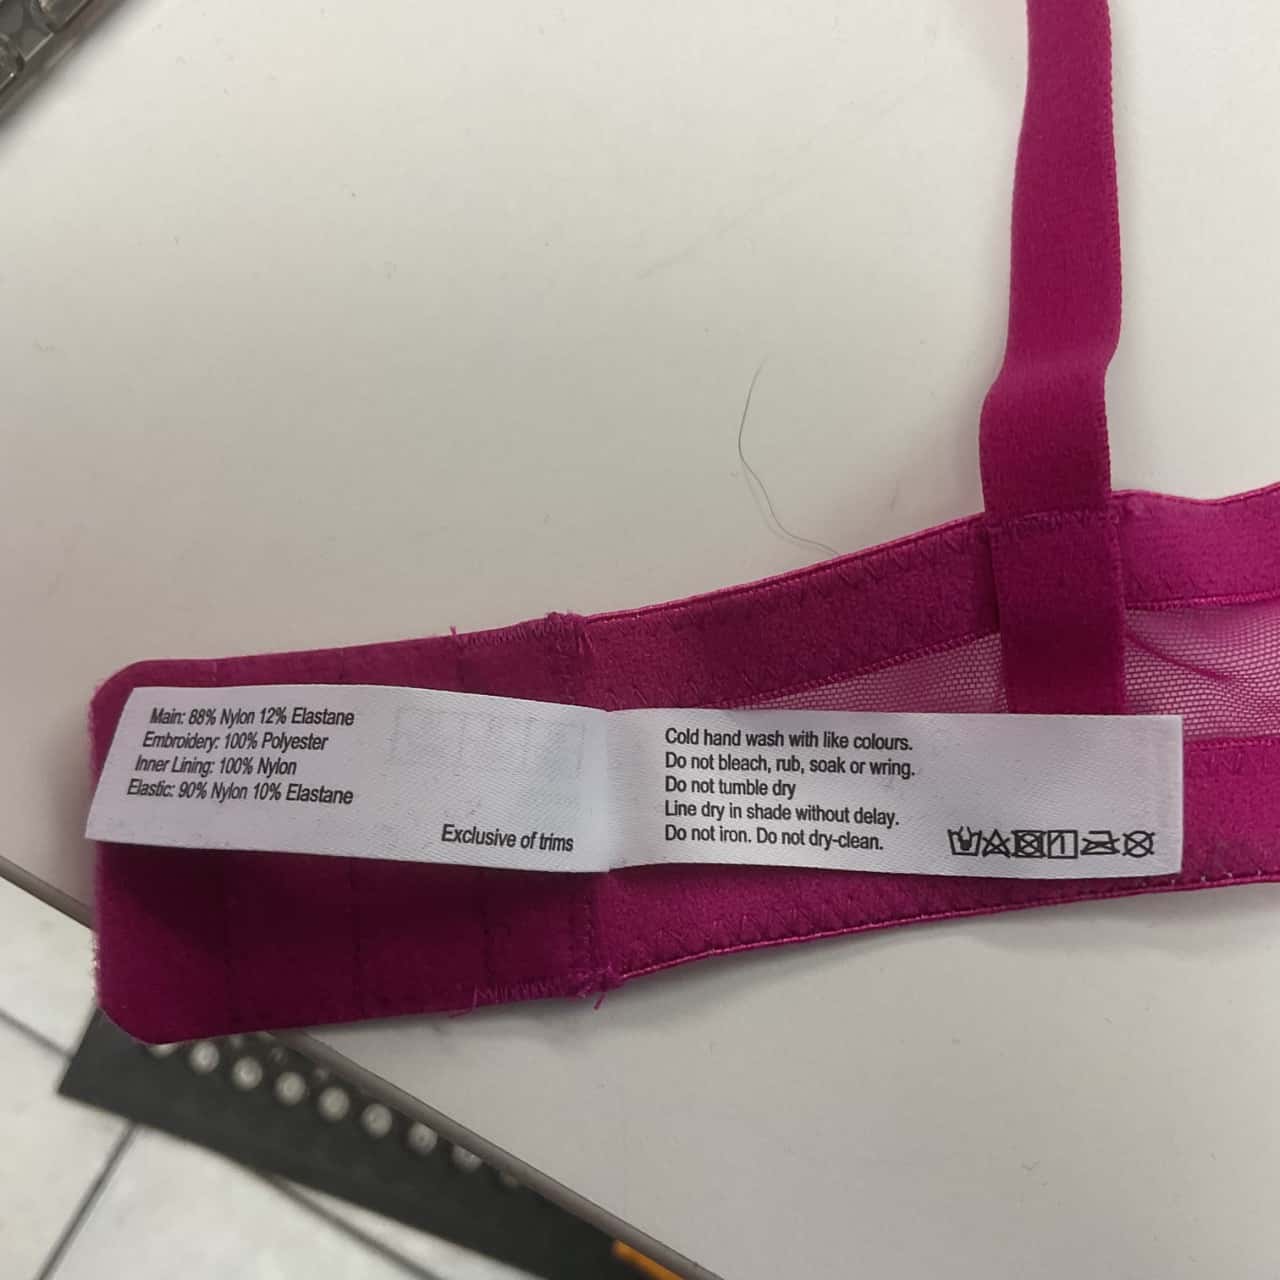 Main: 88% Nylon 12% Elastane
Embroidery: 100% Polyester
Inner Lining: 100% Nylon
Elastic: 90% Nylon 10% Elastane
Exclusive of trims
Cold hand wash with like colours.
Do not bleach, rub, soak or wring.
Do not tumble dry
Line dry in shade without delay.
Do not iron. Do not dry-clean.